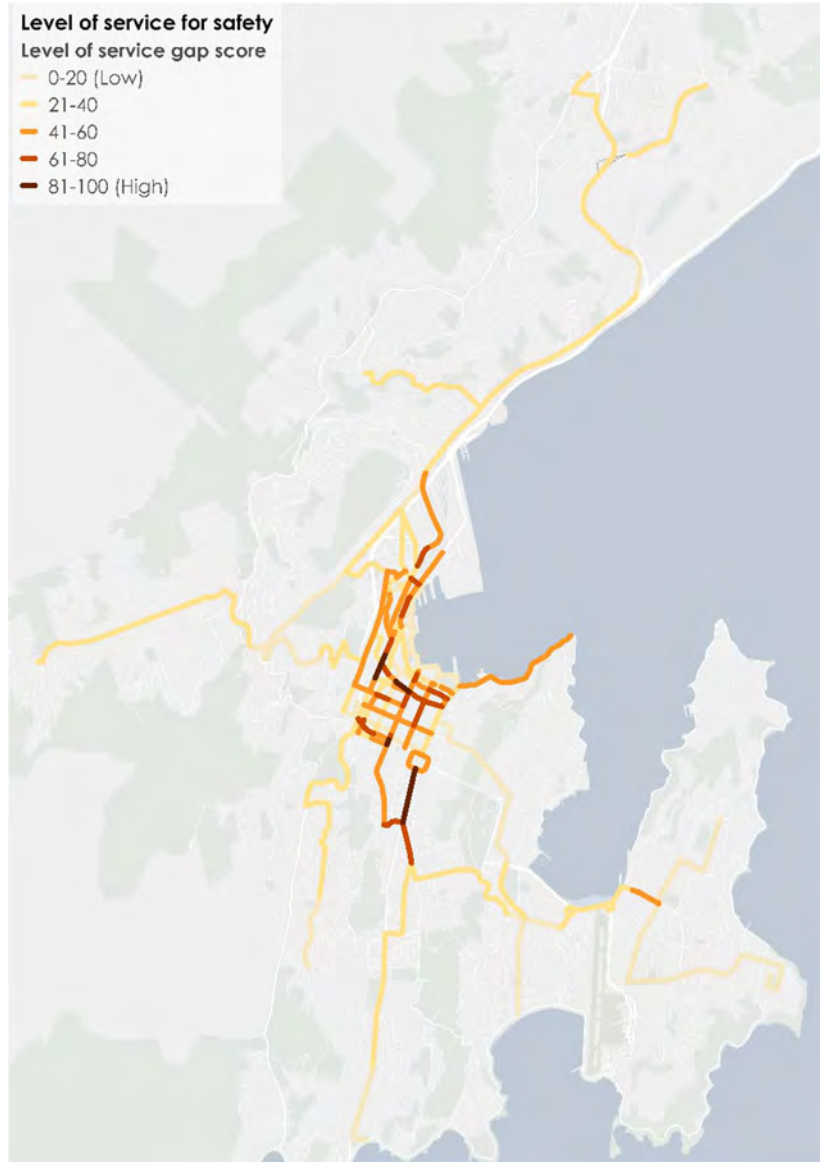 Level of service for safety
Level of service gap score
0-20 (Low)
21-40
41-60
61-80
81-100 (High)